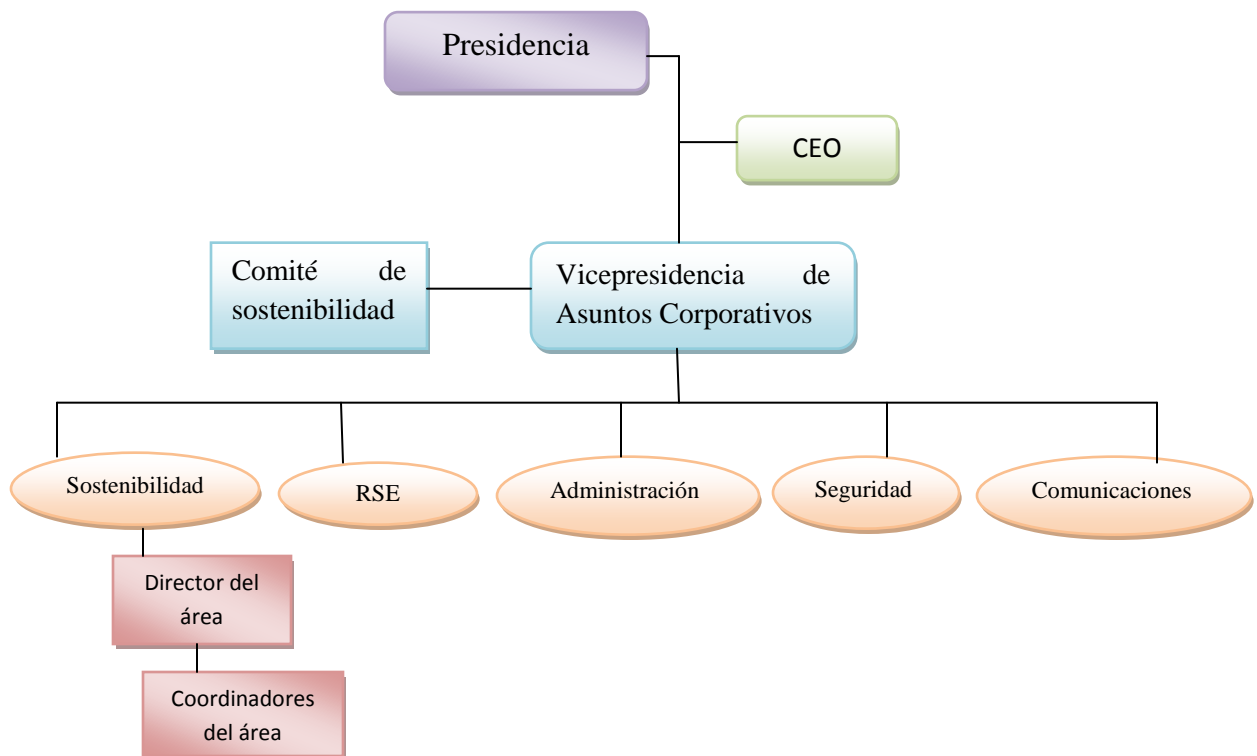 Presidencia
CEO
Comité de
sostenibilidad
Vicepresidencia de
Asuntos Corporativos
Sostenibilidad
RSE
Administración
Seguridad
Comunicaciones
Director del
área
Coordinadores
del área